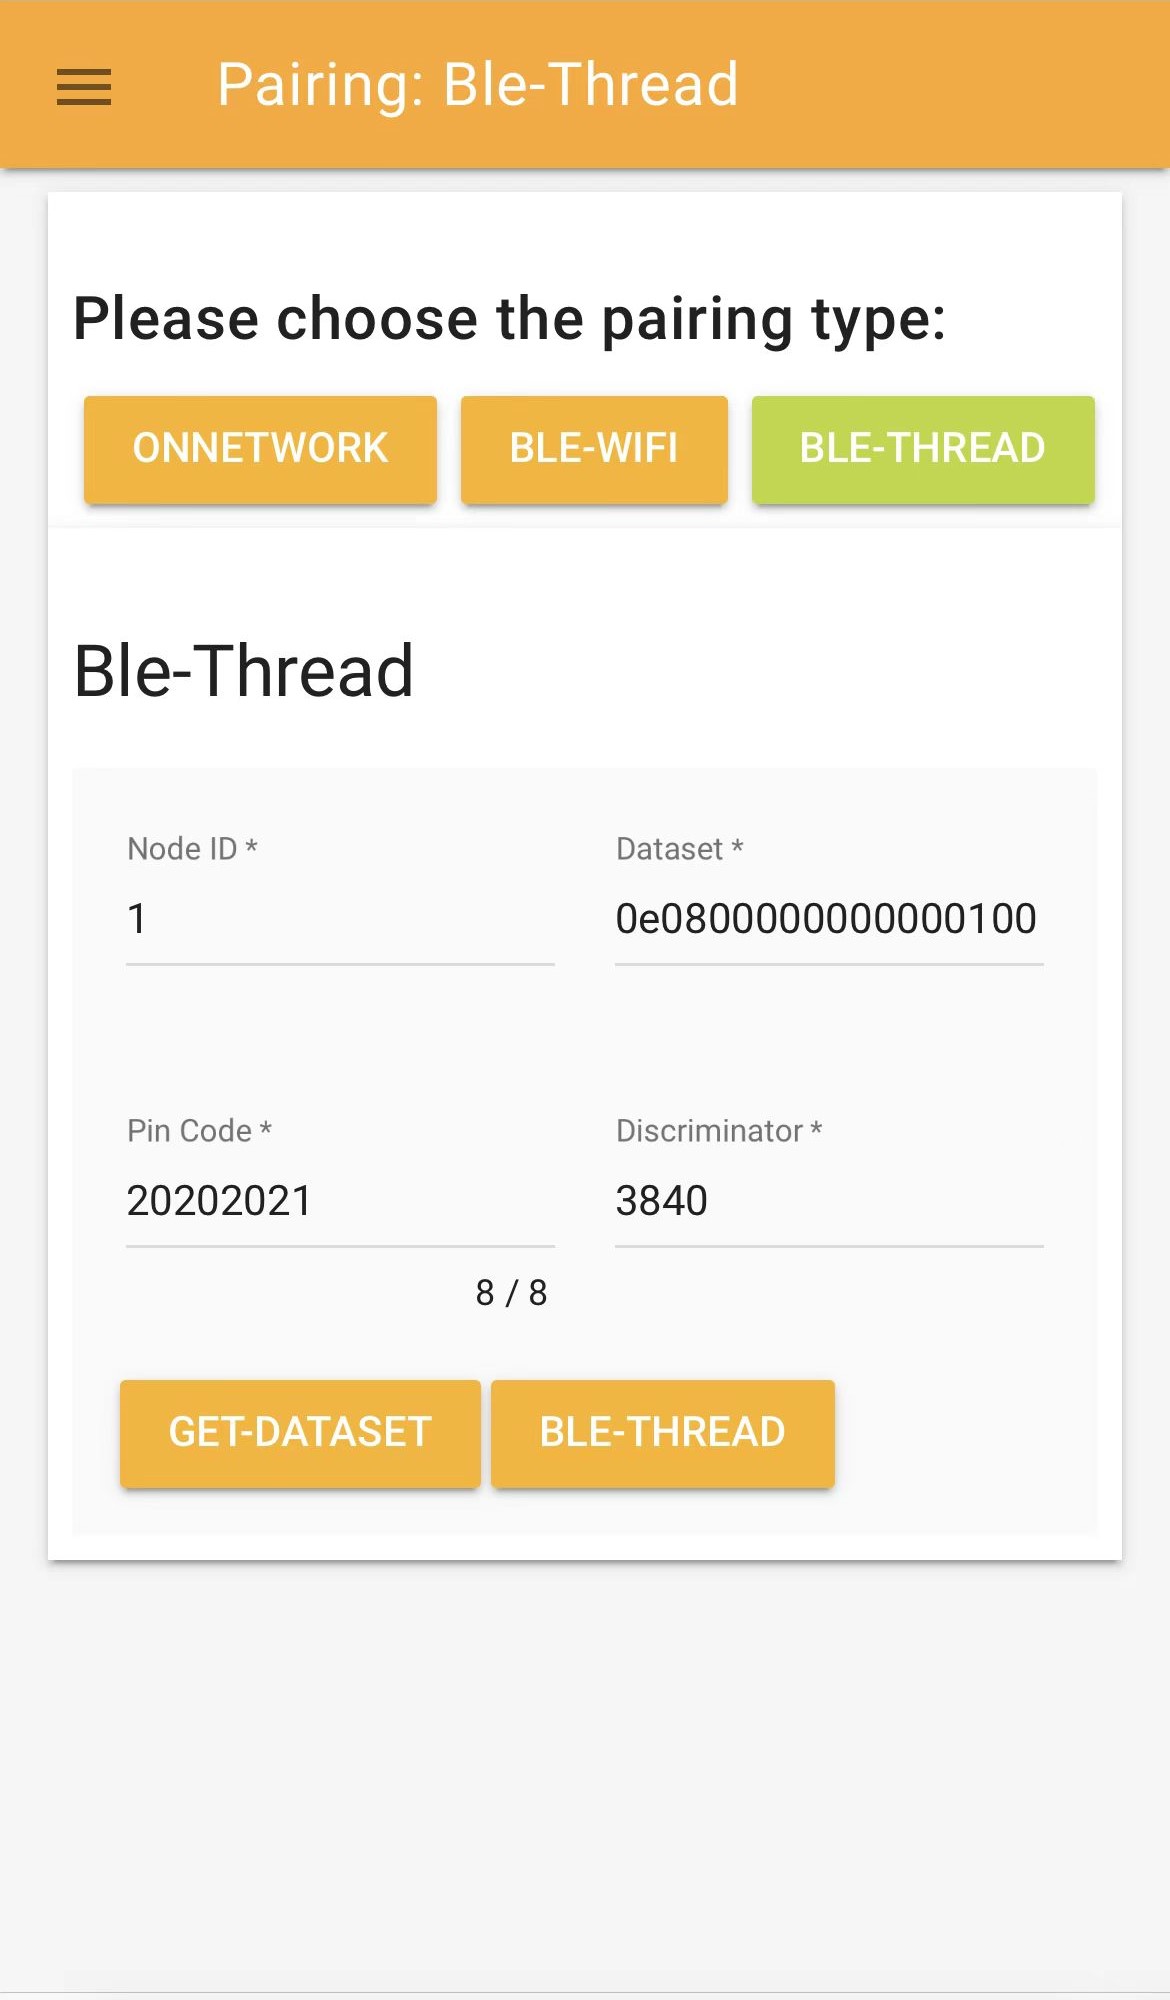 Pairing: Ble-Thread
Please choose the pairing type:
ONNETWORK BLE-WIFI BLE-THREAD
Ble-Thread
Node ID * Dataset *
1 0e0800000000000100
Pin Code * Discriminator *
20202021 3840
8 / 8
GET-DATASET BLE-THREAD